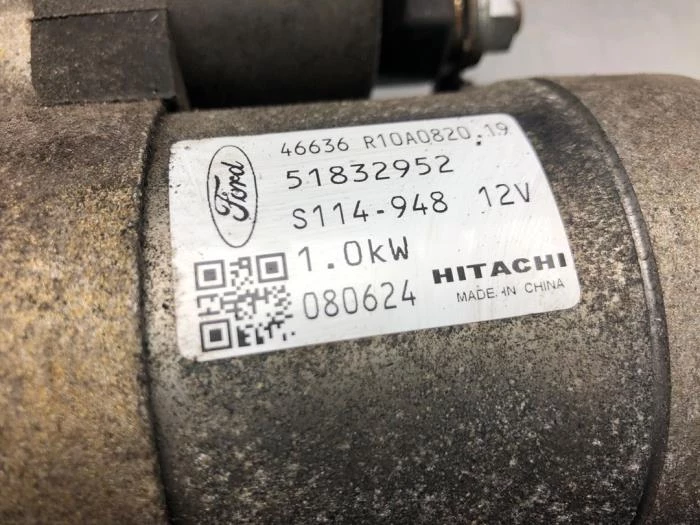 46636 R10A0820.19
Ford
51832952
S114-948 12V
1.0kW
HITACHI
080624
MADE IN CHINA